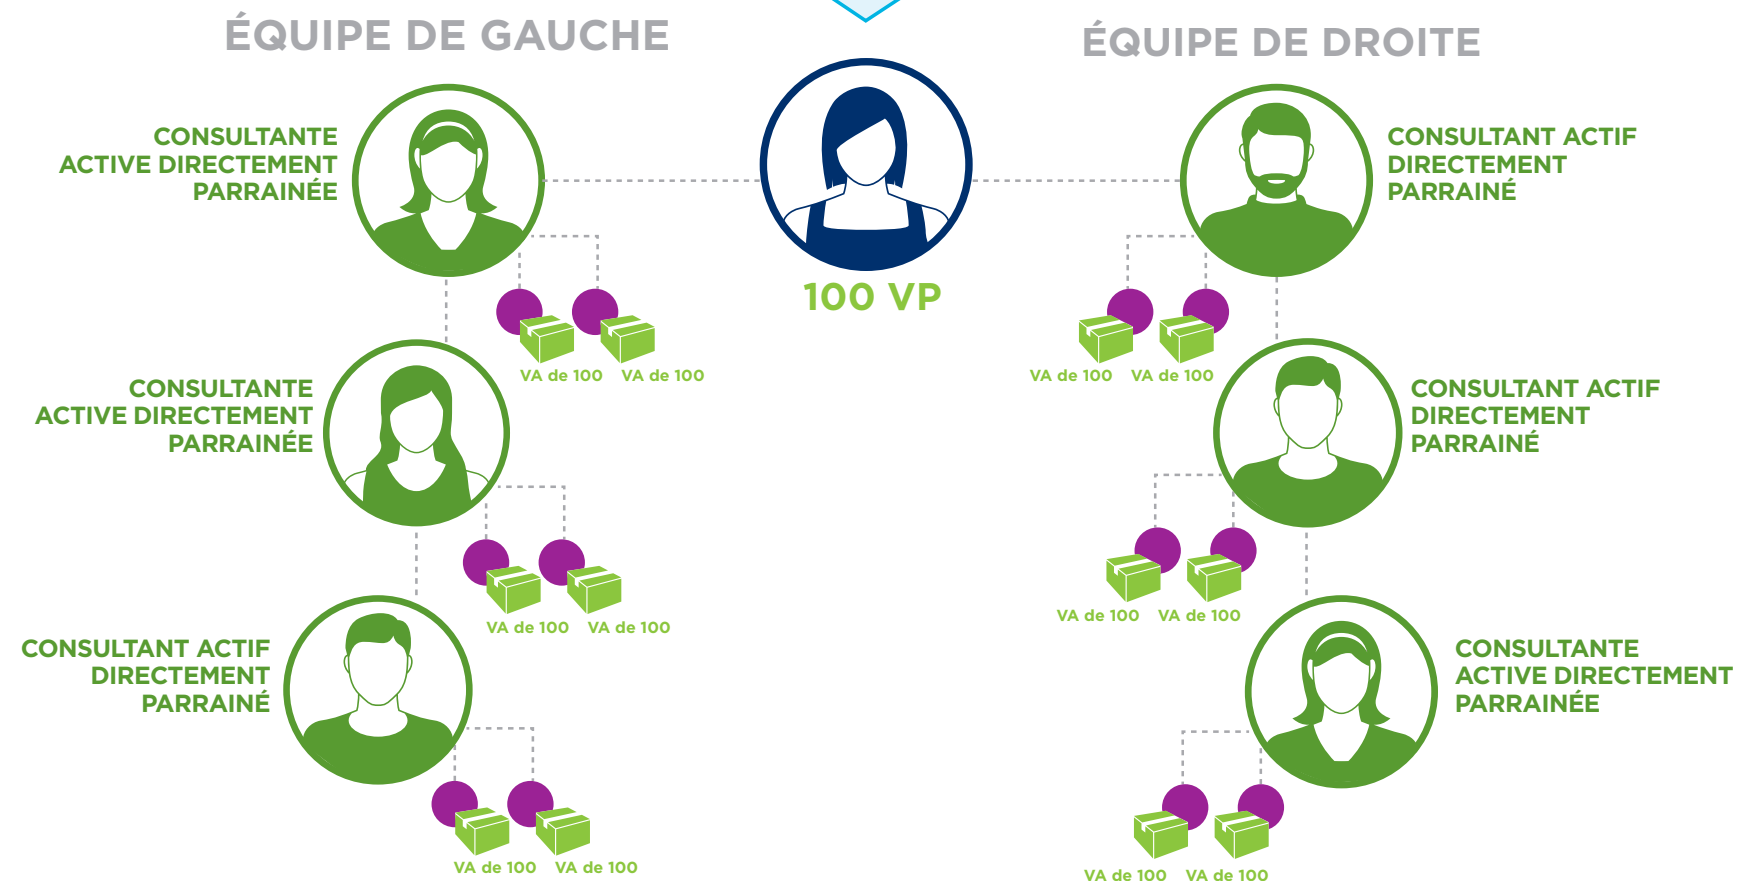 ÉQUIPE DE GAUCHE
ÉQUIPE DE DROITE
CONSULTANTE
ACTIVE DIRECTEMENT
PARRAINÉE
CONSULTANT ACTIF
DIRECTEMENT
PARRAINÉ
100 VP
VA de 100 VA de 100
VA de 100 VA de 100
CONSULTANTE
ACTIVE DIRECTEMENT
PARRAINÉE
CONSULTANT ACTIF
DIRECTEMENT
PARRAINÉ
VA de 100 VA de 100
VA de 100 VA de 100
CONSULTANT ACTIF
DIRECTEMENT
PARRAINÉ
CONSULTANTE
ACTIVE DIRECTEMENT
PARRAINÉE
VA de 100 VA de 100
VA de 100 VA de 100